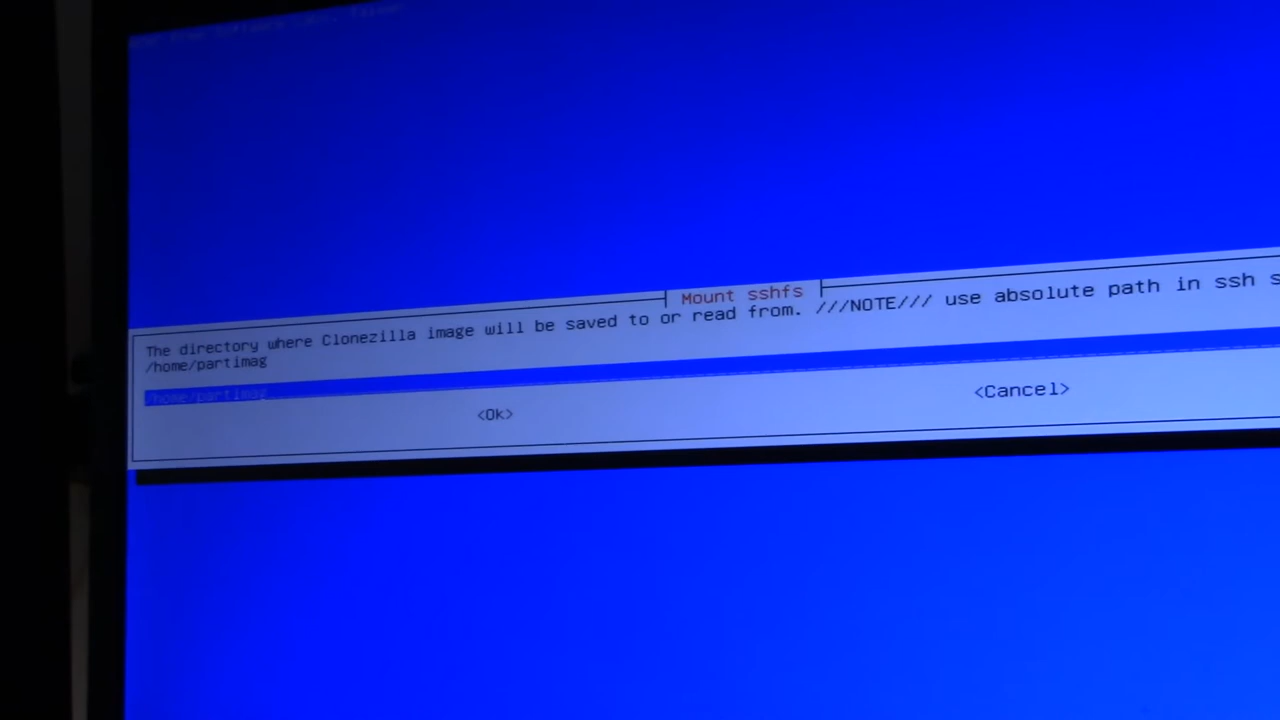 Mount sshfs
The directory where Clonezilla image will be saved to or read from. ///NOTE/// use absolute path in ssh s
/home/partimag
/home/partimag
<Ok> <Cancel>